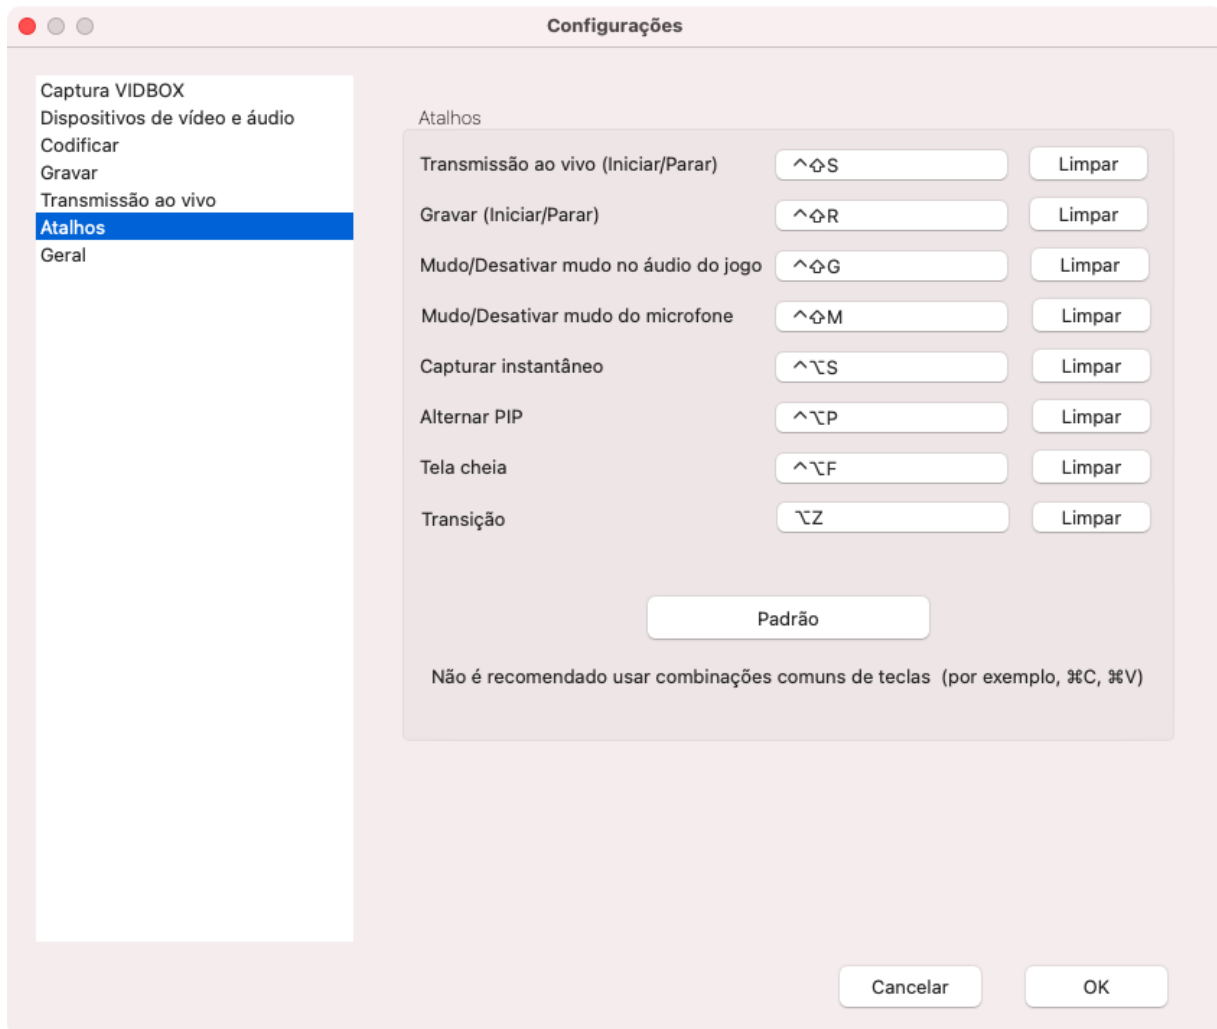 Configurações
Captura VIDBOX
Dispositivos de vídeo e áudio
Codificar
Gravar
Transmissão ao vivo
Atalhos
Geral
Atalhos
Transmissão ao vivo (Iniciar/Parar) ^⇧S Limpar
Gravar (Iniciar/Parar) ^⇧R Limpar
Mudo/Desativar mudo no áudio do jogo ^⇧G Limpar
Mudo/Desativar mudo do microfone ^⇧M Limpar
Capturar instantâneo ^⌥S Limpar
Alternar PIP ^⌥P Limpar
Tela cheia ^⌥F Limpar
Transição ⌥Z Limpar
Padrão
Não é recomendado usar combinações comuns de teclas (por exemplo, ⌘C, ⌘V)
Cancelar OK